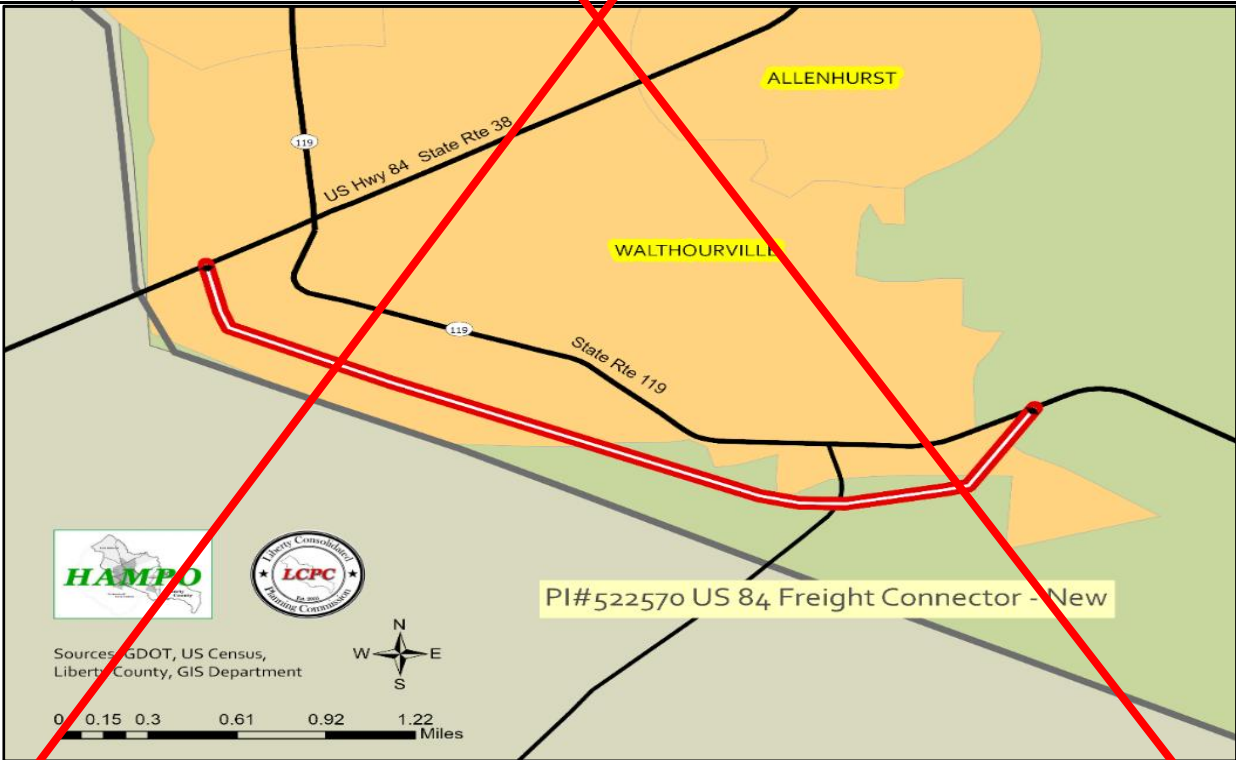 ALLENHURST
119
US Hwy 84 State Rte 38
WALTHOURVILLE
119
State Rte 119
HAMPO
Liberty Consolidated
LCPC
Planning Commission
PI#522570 US 84 Freight Connector - New
N
W E
S
Sources: GDOT, US Census,
Liberty County, GIS Department
0 0.15 0.3 0.61 0.92 1.22
Miles